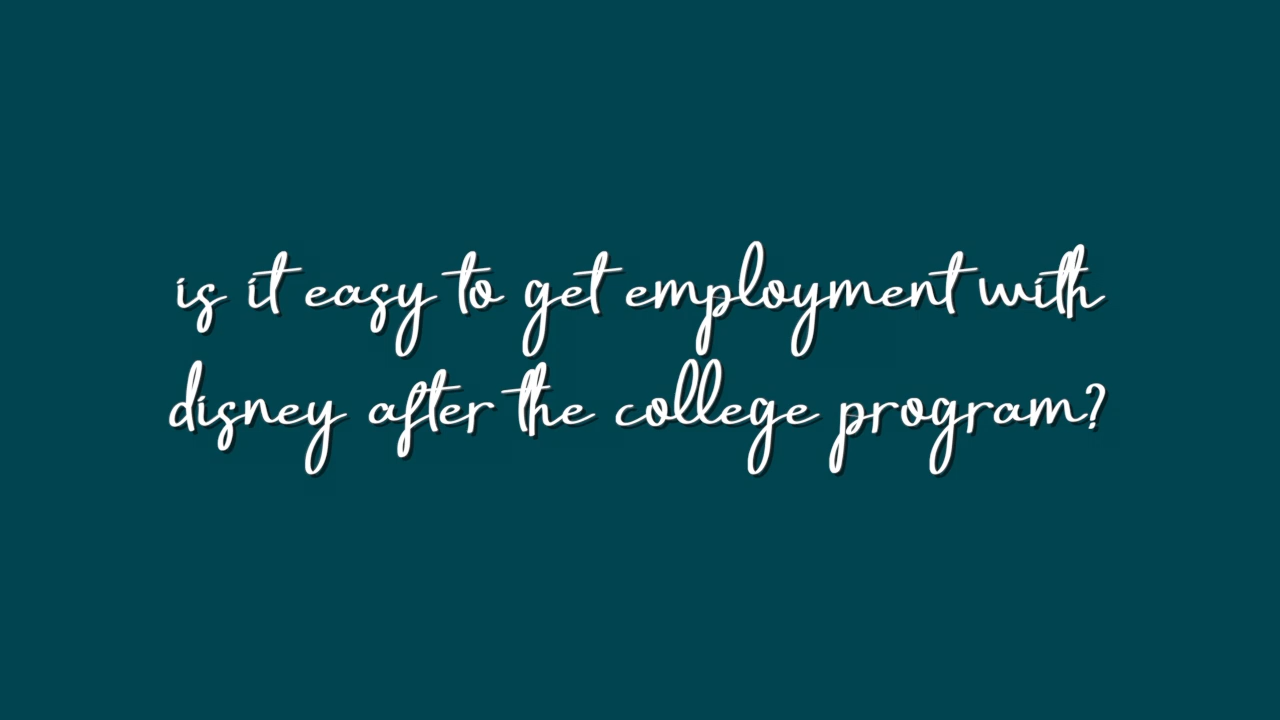 is it easy to get employment with
disney after the college program?